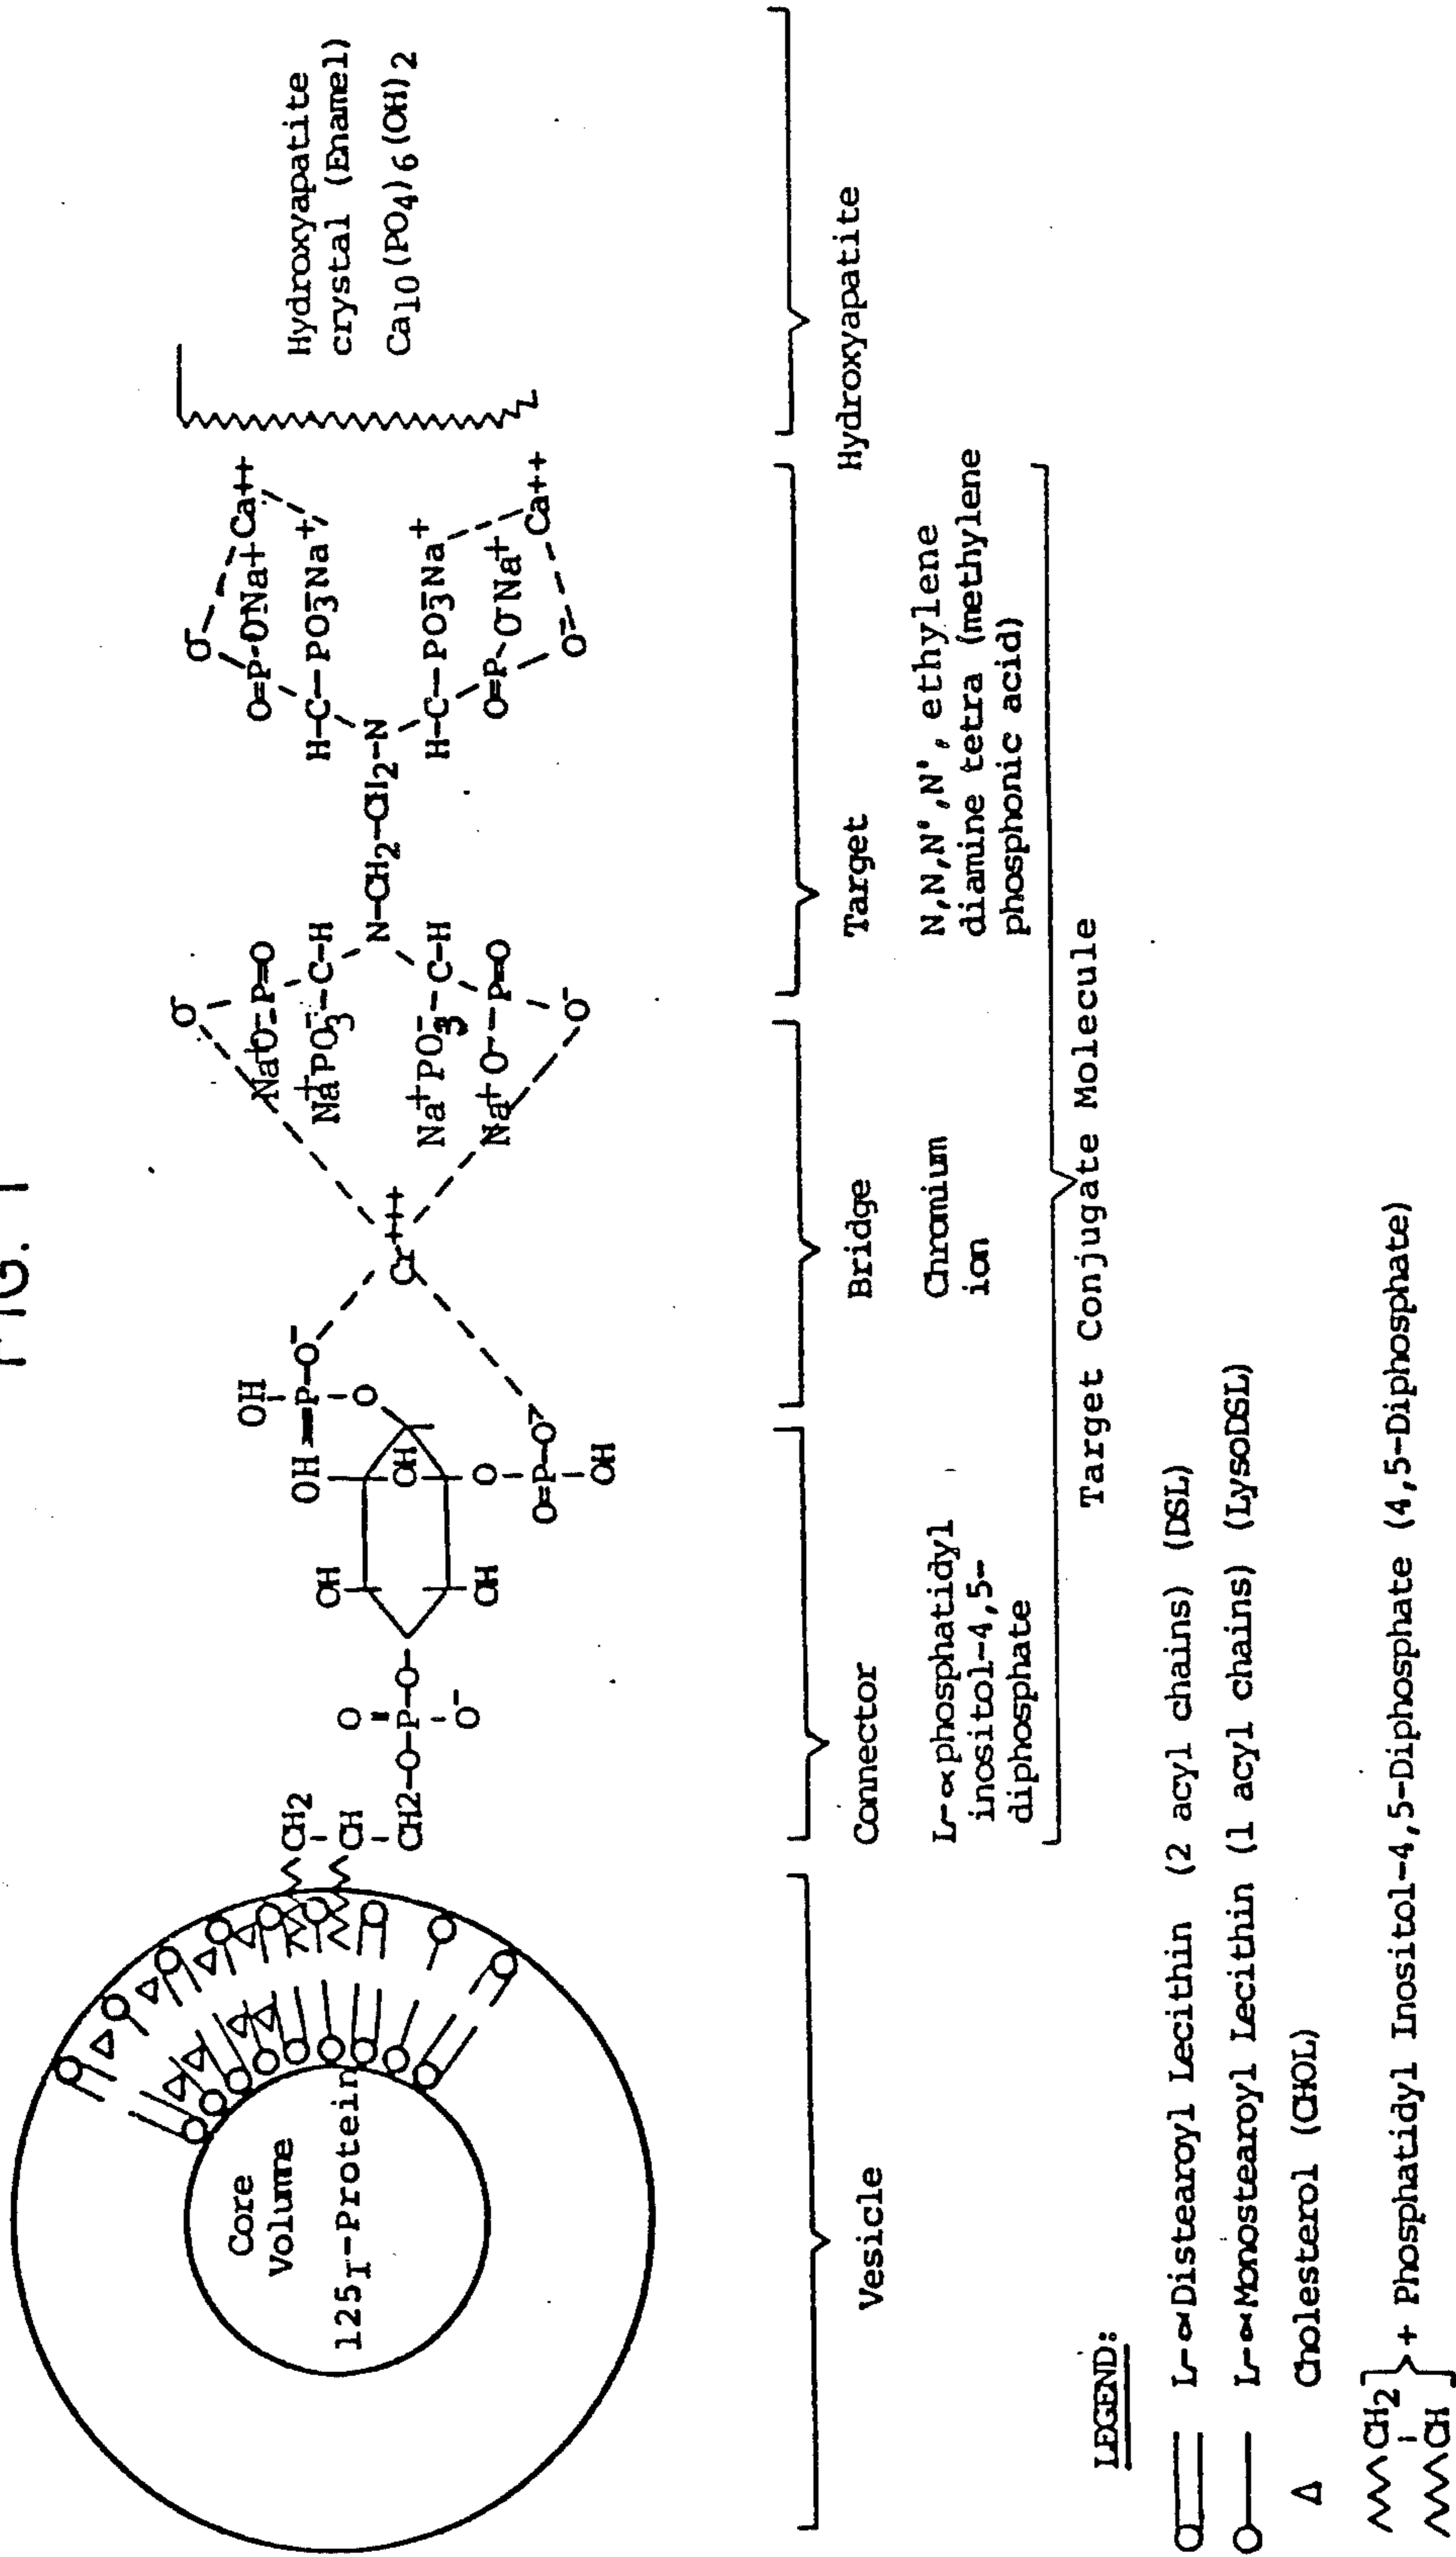 FIG. 1
Core
Volume
125I-Protein
CH2
CH
CH2-O-P-O
O
O-
OH
OH
OH
OH
OH
P-O-
O
O
O=P-O-
OH
Cr+++
O-
Na+O-P=O
Na+PO3--C-H
N-CH2-CH2-N
Na+PO3--C-H
Na+O--P=O
O-
O-
O=P-O-Na+
Ca++
H-C-PO3-Na+
H-C-PO3-Na+
O=P-O-Na+
O-
Ca++
Hydroxyapatite
crystal (Enamel)
Ca10(PO4)6(OH)2
Vesicle
Connector
Bridge
Target
Hydroxyapatite
L-∝phosphatidyl
inositol-4,5-
diphosphate
Chromium
ion
N,N,N',N', ethylene
diamine tetra (methylene
phosphonic acid)
Target Conjugate Molecule
LEGEND:
L-∝Distearoyl Lecithin (2 acyl chains) (DSL)
L-∝Monostearoyl Lecithin (1 acyl chains) (LysoDSL)
Δ Cholesterol (CHOL)
CH2
CH
+ Phosphatidyl Inositol-4,5-Diphosphate (4,5-Diphosphate)